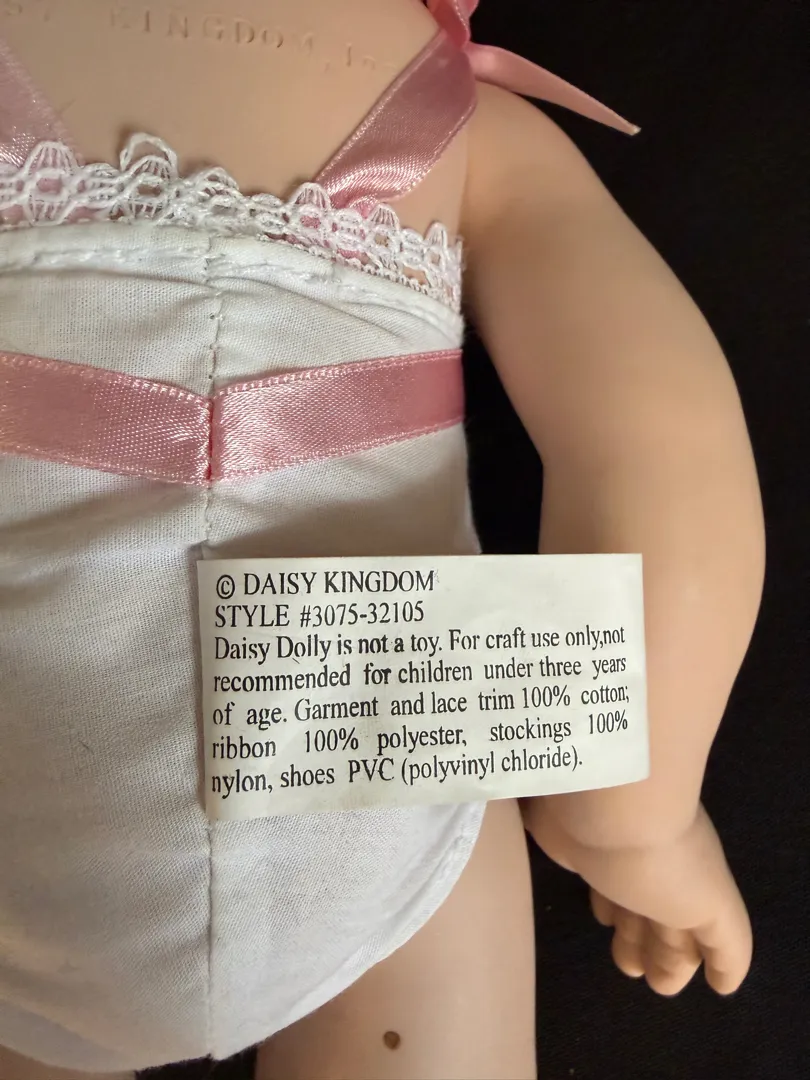 KINGDOM, Inc
© DAISY KINGDOM
STYLE #3075-32105
Daisy Dolly is not a toy. For craft use only,not
recommended for children under three years
of age. Garment and lace trim 100% cotton;
ribbon 100% polyester, stockings 100%
nylon, shoes PVC (polyvinyl chloride).